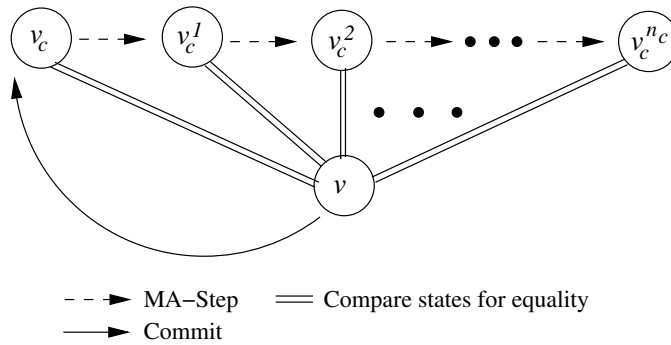 v_c v_c^1 v_c^2 v_c^{n_c}
v
MA–Step Compare states for equality
Commit